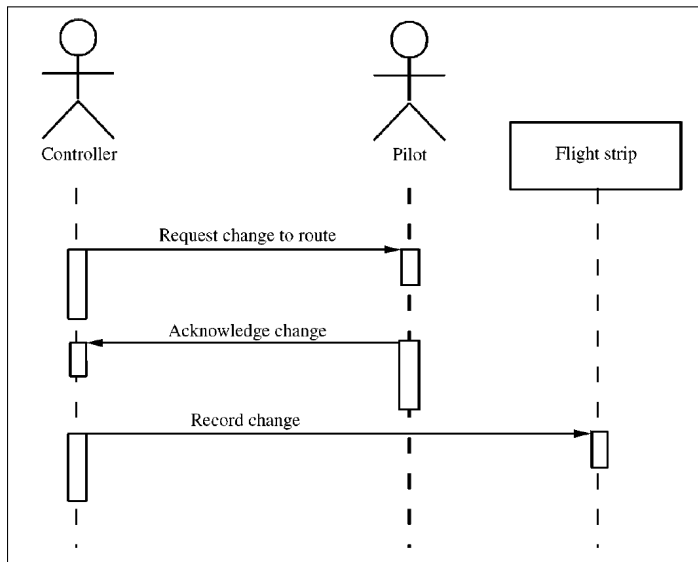 Controller
Pilot
Flight strip
Request change to route
Acknowledge change
Record change